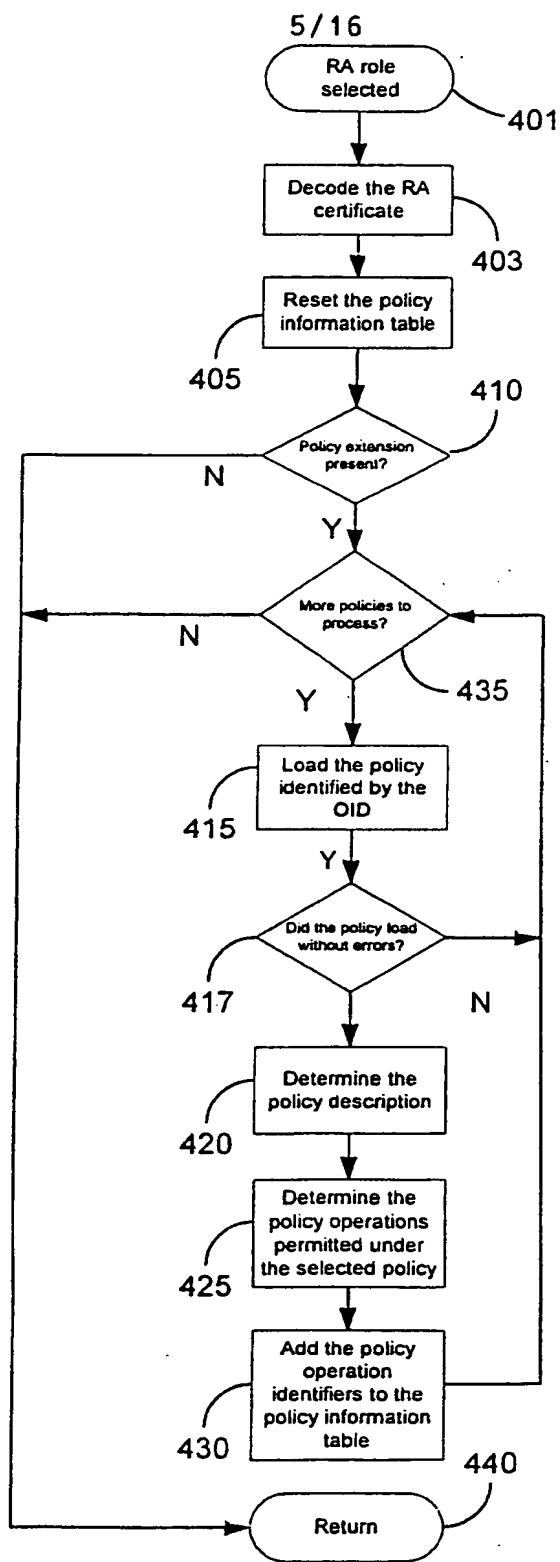 5/16
RA role
selected
401
Decode the RA
certificate
403
Reset the policy
information table
405
410
Policy extension
present?
N
Y
More policies to
process?
N
435
Y
Load the policy
identified by the
OID
415
Y
Did the policy load
without errors?
417
N
Determine the
policy description
420
Determine the
policy operations
permitted under
the selected policy
425
Add the policy
operation
identifiers to the
policy information
table
430
440
Return